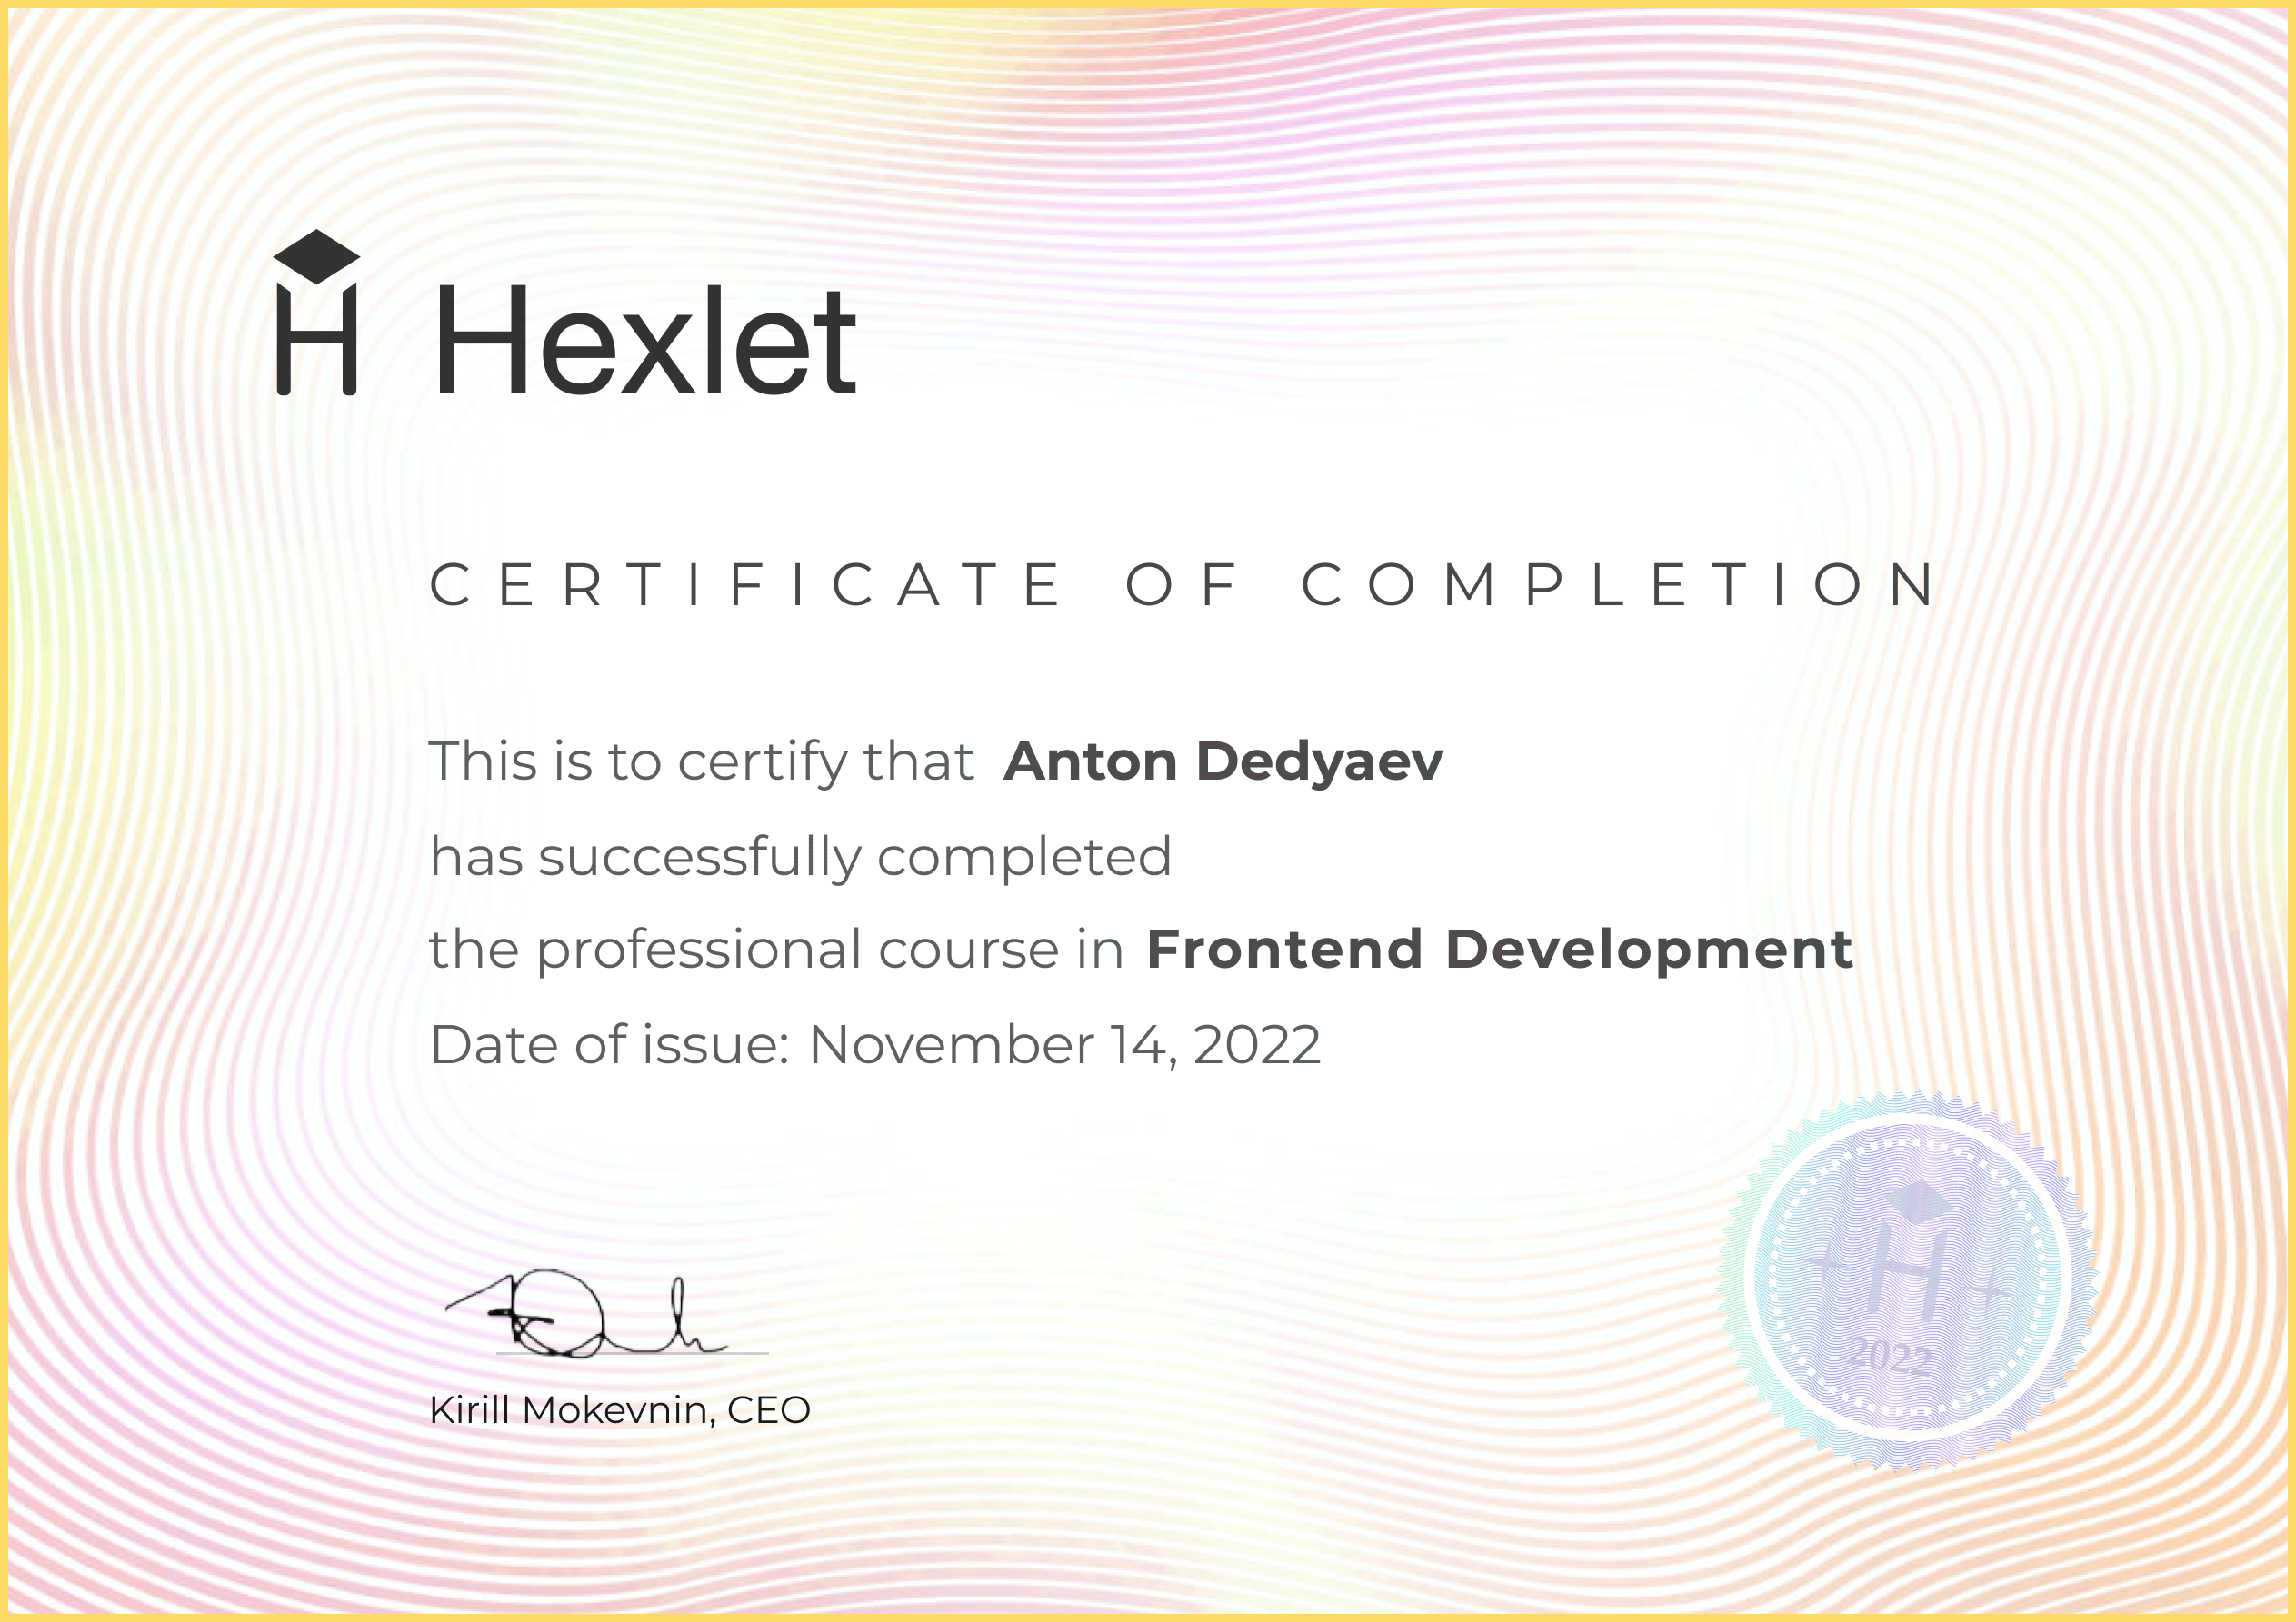 Hexlet
CERTIFICATE OF COMPLETION
This is to certify that Anton Dedyaev
has successfully completed
the professional course in Frontend Development
Date of issue: November 14, 2022
Kirill Mokevnin, CEO
H
2022